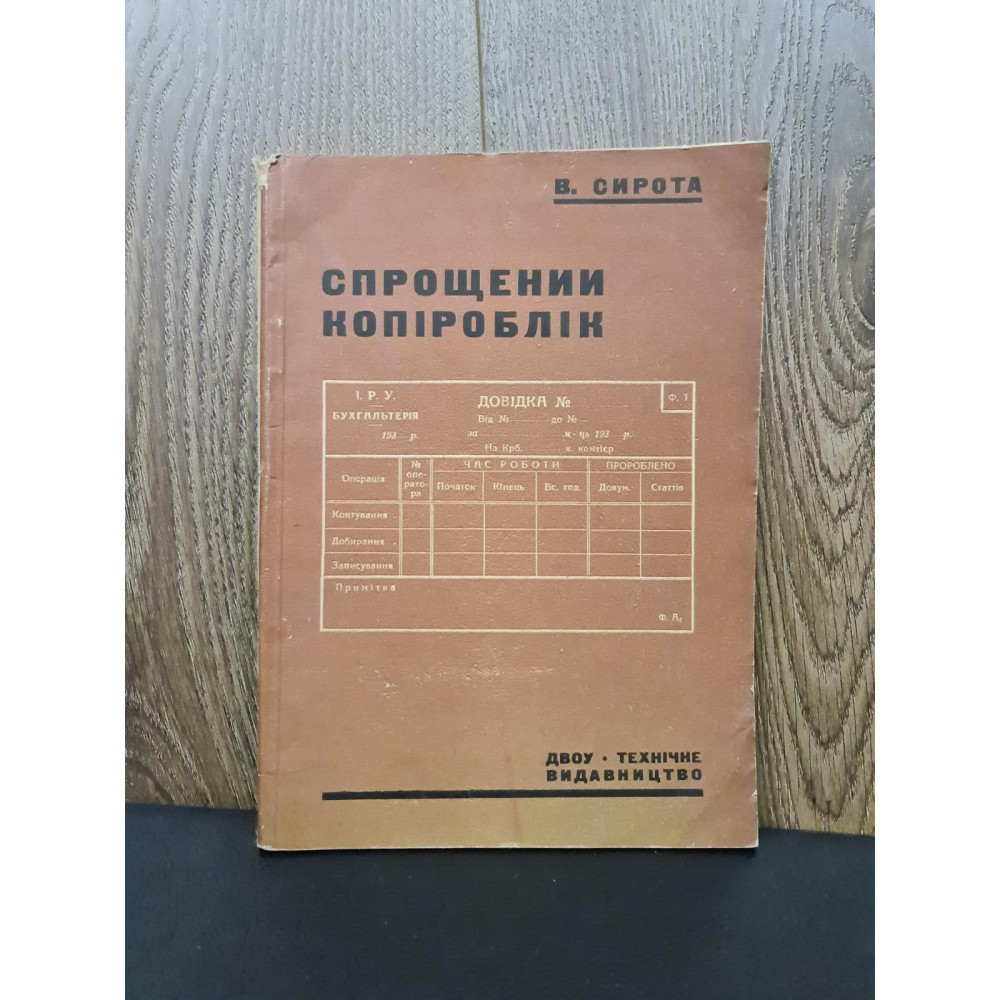 В. СИРОТА
СПРОЩЕНИЙ
КОПІРОБЛІК
І. Р. У.
БУХГАЛЬТЕРІЯ
193 р.
ДОВІДКА №
Від № до №
за м-ць 193 р.
На Крб. к. контієр
Ф. 1
Операція
№ опе-
рато-
ра
ЧАС РОБОТИ
Початок Кінець Вс. год.
ПРОРОБЛЕНО
Докум. Статтів
Контування
Добирання
Записування
Примітка
Ф. А₇
ДВОУ · ТЕХНІЧНЕ
ВИДАВНИЦТВО